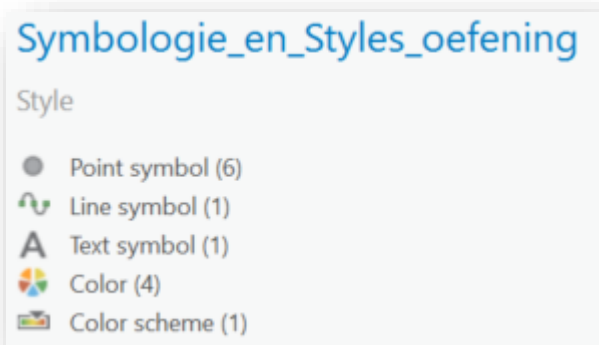 Symbologie_en_Styles_oefening
Style
Point symbol (6)
Line symbol (1)
Text symbol (1)
Color (4)
Color scheme (1)